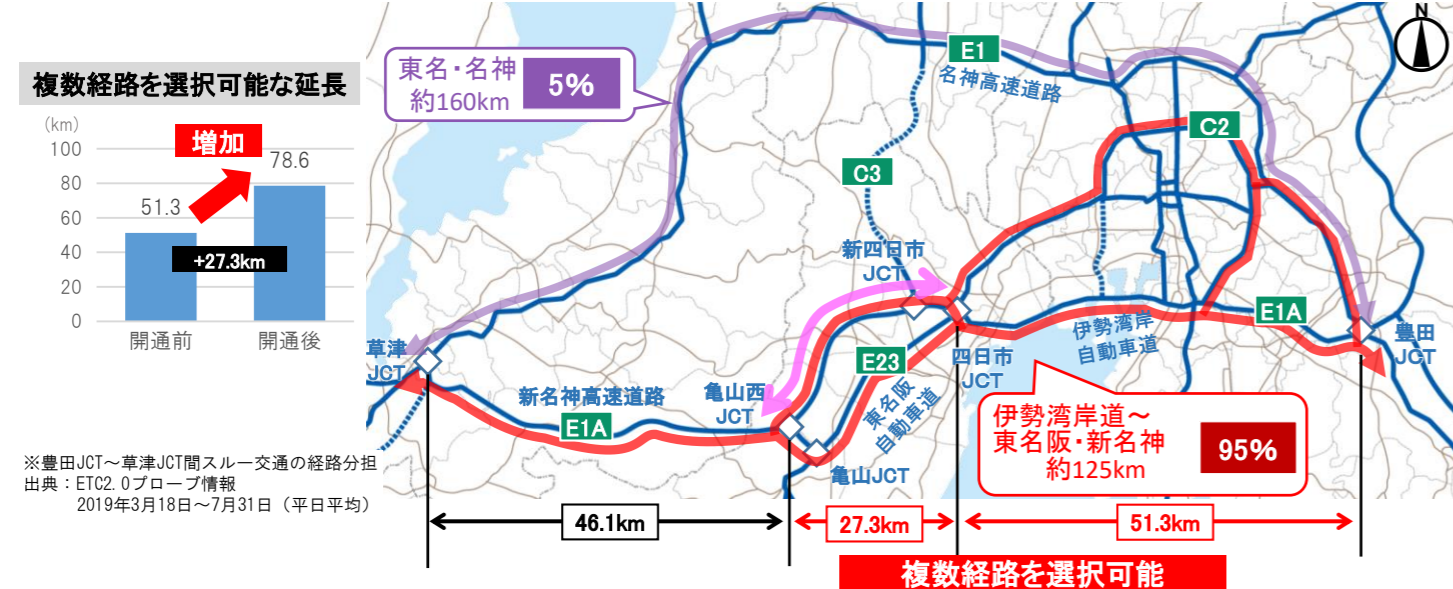 複数経路を選択可能な延長
(km)
100
80
60
40
20
0
増加
51.3
78.6
+27.3km
開通前
開通後
※豊田JCT～草津JCT間スルー交通の経路分担
出典：ETC2.0プローブ情報
2019年3月18日～7月31日（平日平均）
東名・名神
約160km
5%
E1
名神高速道路
N
C2
C3
新四日市
JCT
草津
JCT
新名神高速道路
E1A
亀山西
JCT
E23
東名阪
自動車道
亀山JCT
四日市
JCT
伊勢湾岸
自動車道
E1A
豊田
JCT
伊勢湾岸道～
東名阪・新名神
約125km
95%
46.1km
27.3km
51.3km
複数経路を選択可能